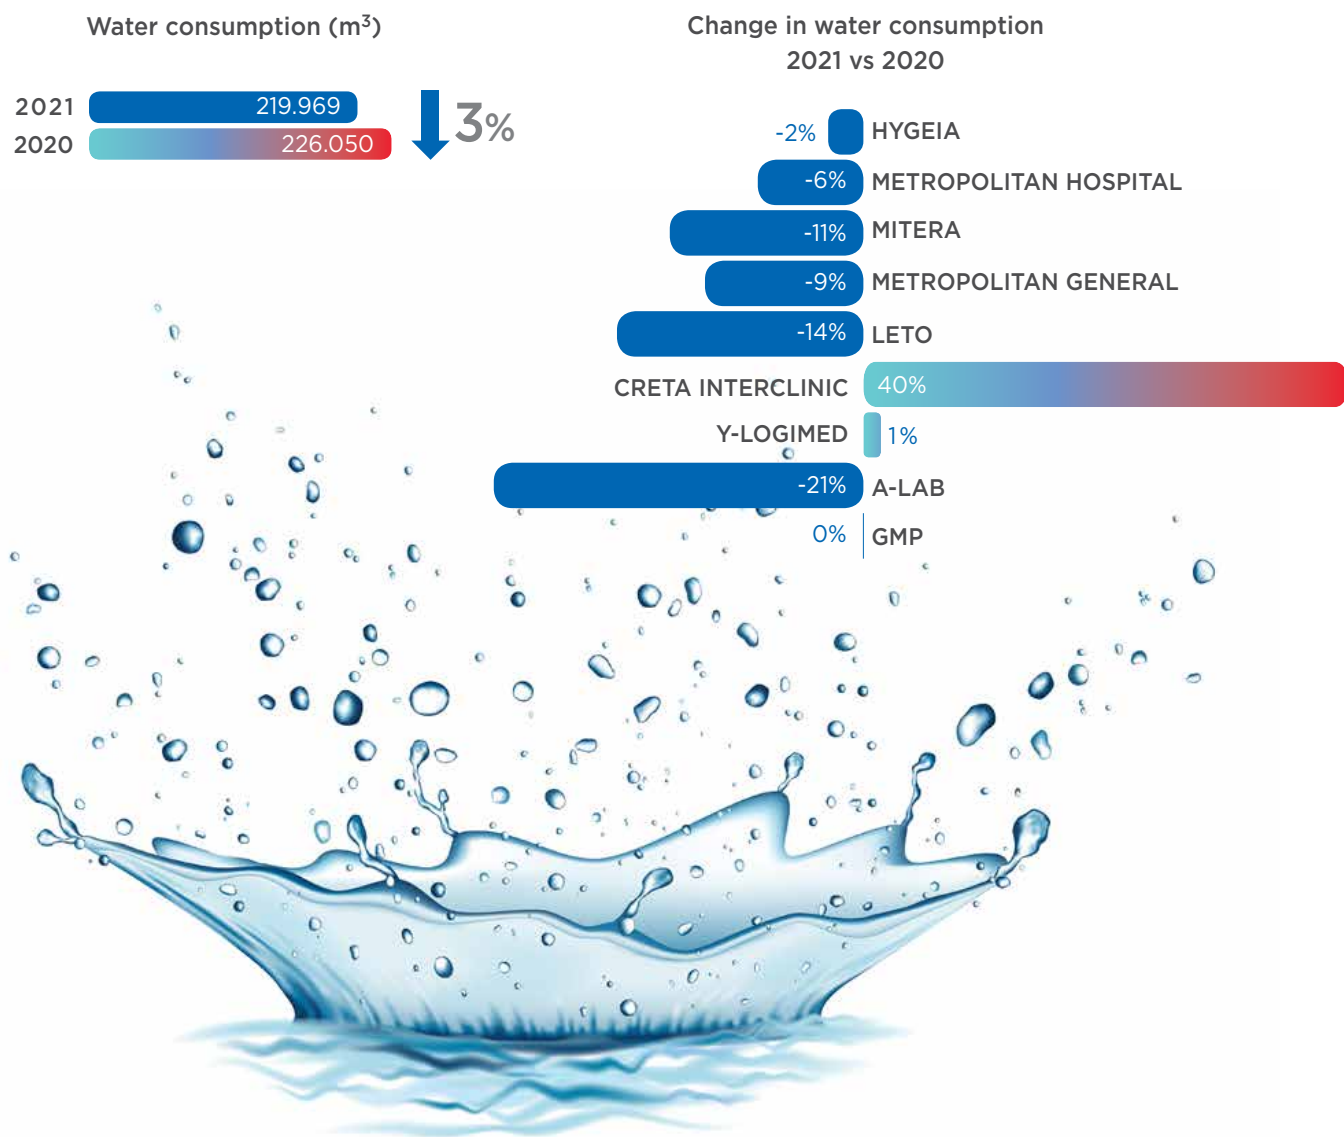 Water consumption (m³)
2021 219.969
2020 226.050
3%
Change in water consumption
2021 vs 2020
-2% HYGEIA
-6% METROPOLITAN HOSPITAL
-11% MITERA
-9% METROPOLITAN GENERAL
-14% LETO
CRETA INTERCLINIC 40%
Y-LOGIMED 1%
-21% A-LAB
0% GMP